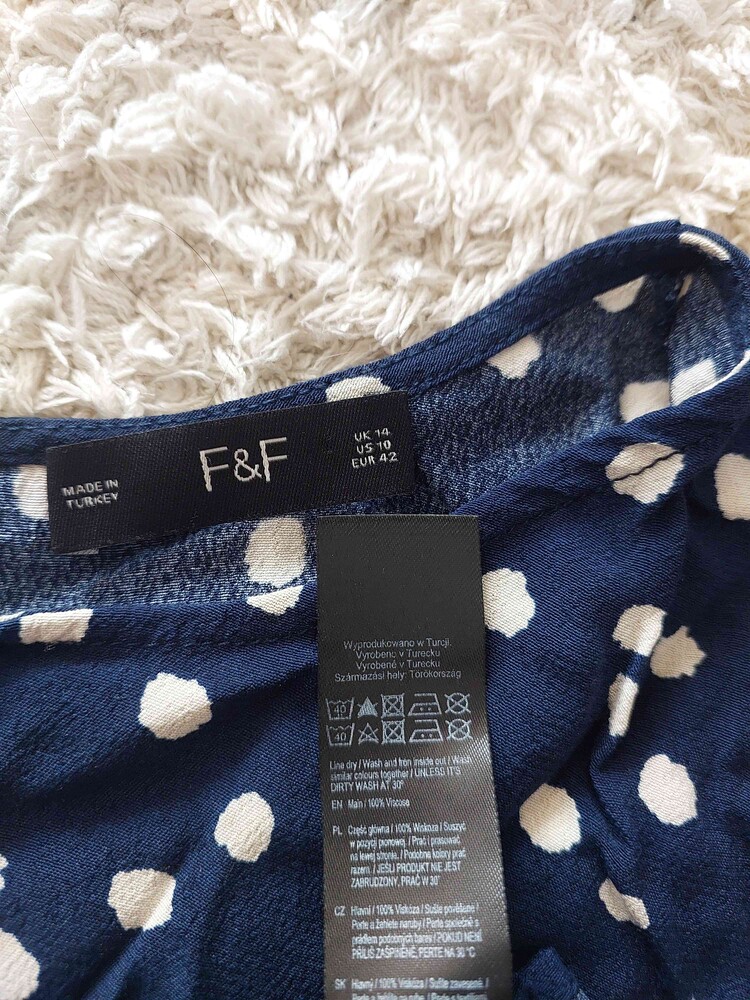 MADE IN
TURKEY
F&F
UK 14
US 10
EUR 42
Wyprodukowano w Turcji.
Vyrobeno v Turecku
Vyrobené v Turecku
Származási hely: Törökország
40
40
Line dry / Wash and Iron inside out / Wash
similar colours together / UNLESS IT'S
DIRTY WASH AT 30°
EN Main / 100% Viscose
PL Część główna / 100% Wiskoza / Suszyć
w pozycji pionowej. / Prać i prasować
na lewej stronie. / Podobne kolory prać
razem. / JEŚLI PRODUKT NIE JEST
ZABRUDZONY, PRAĆ W 30°
CZ Hlavní / 100% Viskóza / Sušte pověšené /
Perte a žehlete naruby / Perte společně s
prádlem podobných barev / POKUD NENÍ
PŘÍLIŠ ZAŠPINĚNÉ, PERTE NA 30 °C
SK Hlavný / 100% Viskóza / Sušte zavesené. /